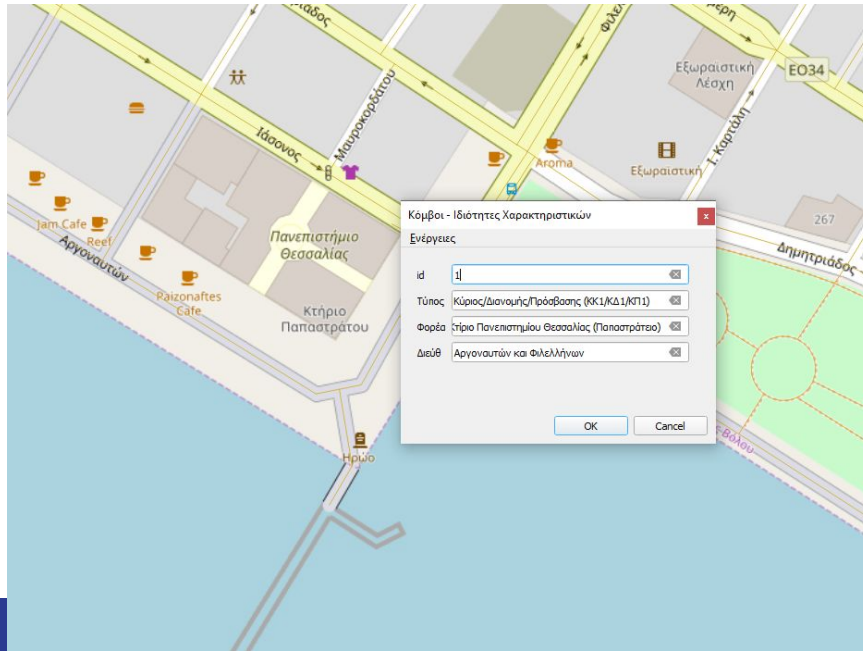 Φιλελ
Εξωραϊστική
Λέσχη
ΕΟ34
Ι. Καρτάλη
Μαυροκορδάτου
Ιάσονος
Aroma
Εξωραϊστική
Jam Cafe
Reef
Αργοναυτών
Πανεπιστήμιο
Θεσσαλίας
Paizonaftes
Cafe
Κτήριο
Παπαστράτου
Ηρώο
267
Δημητριάδος
Βόλου
Κόμβοι - Ιδιότητες Χαρακτηριστικών
x
Ενέργειες
id 1
Τύπος Κύριος/Διανομής/Πρόσβασης (ΚΚ1/ΚΔ1/ΚΠ1)
Φορέα Κτίριο Πανεπιστημίου Θεσσαλίας (Παπαστράτειο)
Διεύθ Αργοναυτών και Φιλελλήνων
OK Cancel